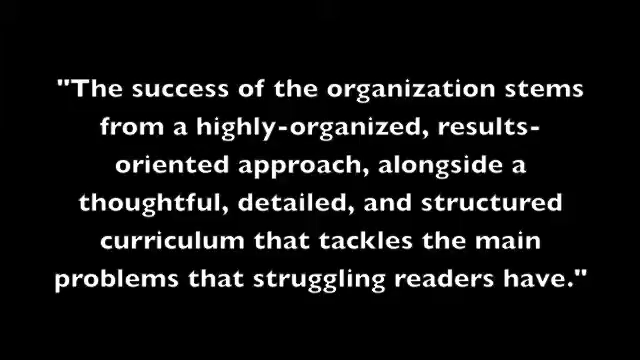 "The success of the organization stems
from a highly-organized, results-
oriented approach, alongside a
thoughtful, detailed, and structured
curriculum that tackles the main
problems that struggling readers have."